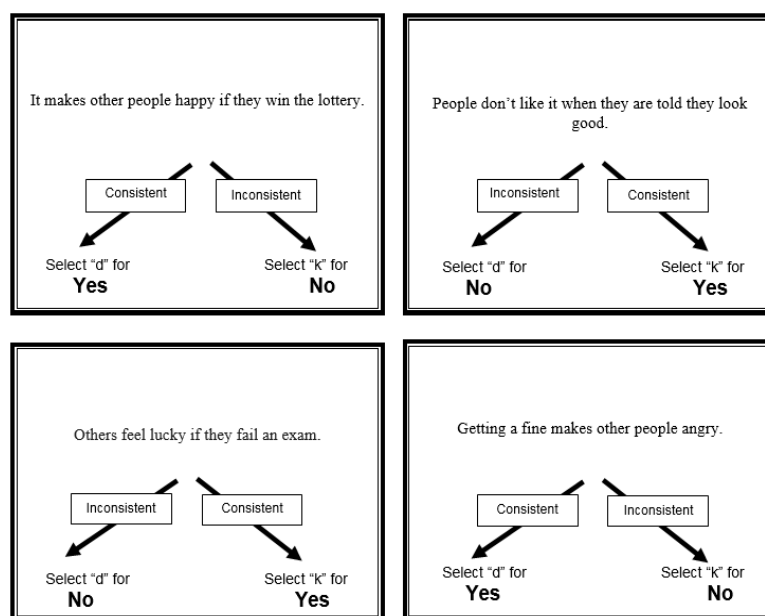 It makes other people happy if they win the lottery.
Consistent
Inconsistent
Select “d” for
Yes
Select “k” for
No
People don’t like it when they are told they look
good.
Inconsistent
Consistent
Select “d” for
No
Select “k” for
Yes
Others feel lucky if they fail an exam.
Inconsistent
Consistent
Select “d” for
No
Select “k” for
Yes
Getting a fine makes other people angry.
Consistent
Inconsistent
Select “d” for
Yes
Select “k” for
No